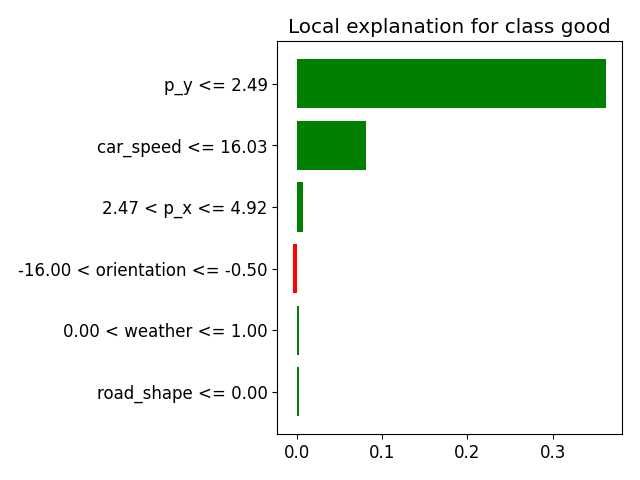 Local explanation for class good
p_y <= 2.49
car_speed <= 16.03
2.47 < p_x <= 4.92
-16.00 < orientation <= -0.50
0.00 < weather <= 1.00
road_shape <= 0.00
0.0 0.1 0.2 0.3